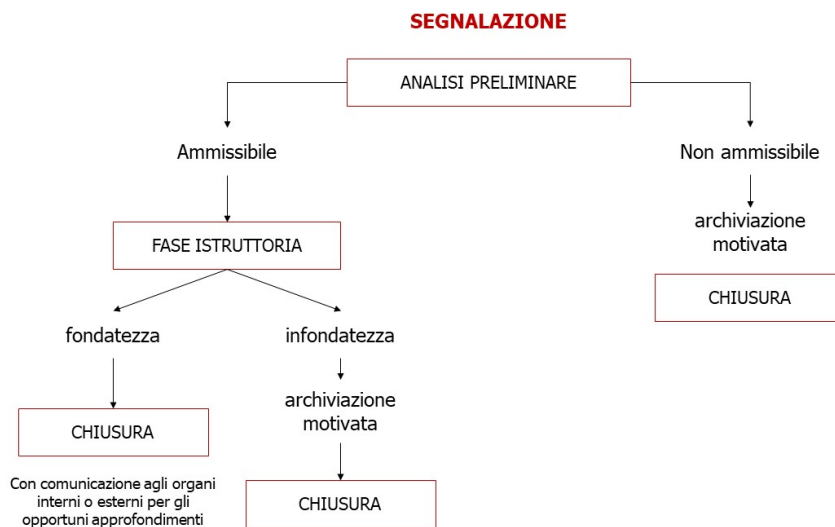 SEGNALAZIONE
ANALISI PRELIMINARE
Ammissibile
Non ammissibile
archiviazione
motivata
FASE ISTRUTTORIA
CHIUSURA
fondatezza
infondatezza
archiviazione
motivata
CHIUSURA
Con comunicazione agli organi
interni o esterni per gli
opportuni approfondimenti
CHIUSURA